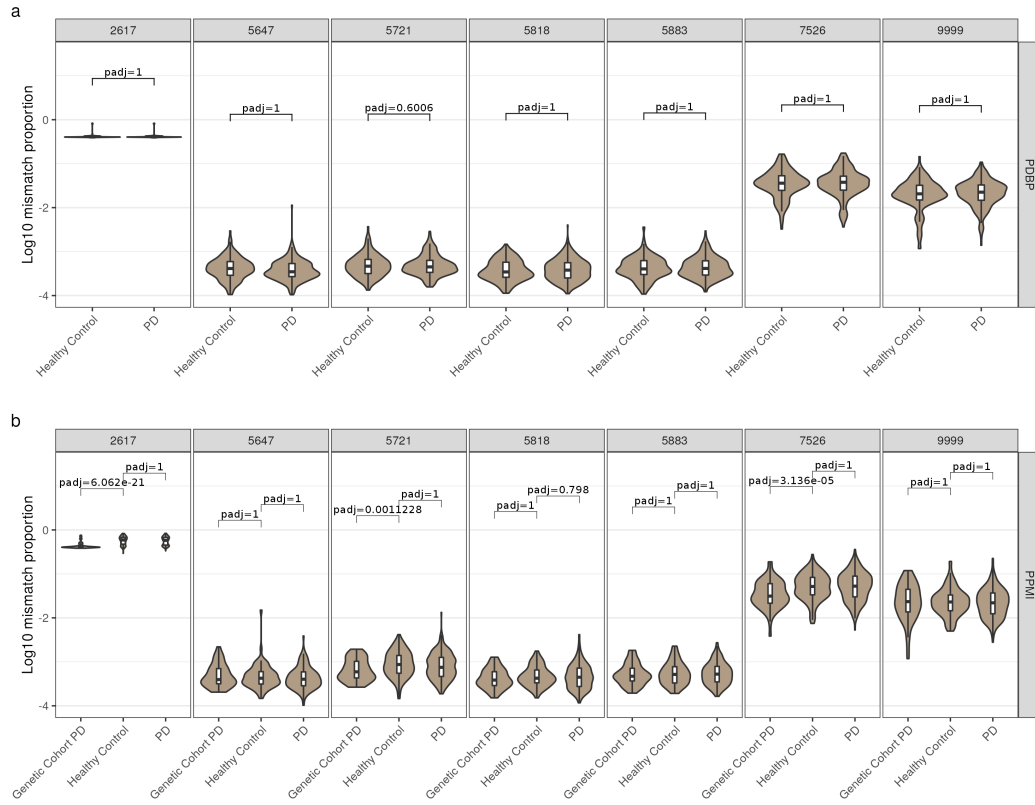 a
2617 5647 5721 5818 5883 7526 9999
padj=1 padj=1 padj=0.6006 padj=1 padj=1 padj=1 padj=1
Log10 mismatch proportion
0
-2
-4
PDBP
Healthy Control PD Healthy Control PD Healthy Control PD Healthy Control PD Healthy Control PD Healthy Control PD Healthy Control PD
b
2617 5647 5721 5818 5883 7526 9999
padj=1 padj=1 padj=1 padj=0.798 padj=1 padj=1 padj=1
padj=6.062e-21 padj=1 padj=0.0011228 padj=1 padj=1 padj=3.136e-05 padj=1
Log10 mismatch proportion
0
-2
-4
PPMI
Genetic Cohort PD Healthy Control PD Genetic Cohort PD Healthy Control PD Genetic Cohort PD Healthy Control PD Genetic Cohort PD Healthy Control PD Genetic Cohort PD Healthy Control PD Genetic Cohort PD Healthy Control PD Genetic Cohort PD Healthy Control PD